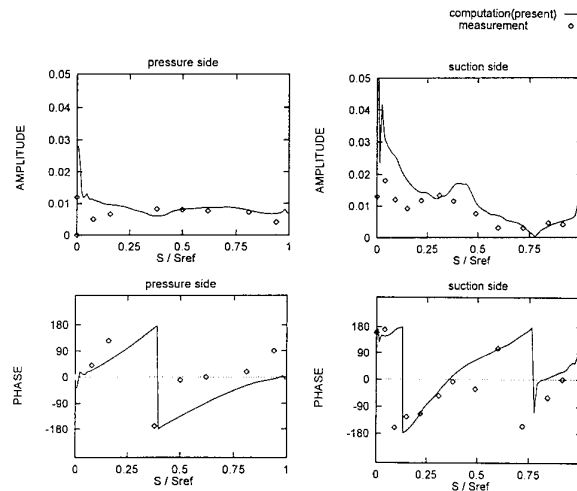 computation(present)
measurement
pressure side
suction side
0.05
0.04
0.03
0.02
0.01
0
AMPLITUDE
0 0.25 0.5 0.75 1
S / Sref
0.05
0.04
0.03
0.02
0.01
0
AMPLITUDE
0 0.25 0.5 0.75
S / Sref
pressure side
suction side
180
90
0
-90
-180
PHASE
0 0.25 0.5 0.75 1
S / Sref
180
90
0
-90
-180
PHASE
0 0.25 0.5 0.75
S / Sref